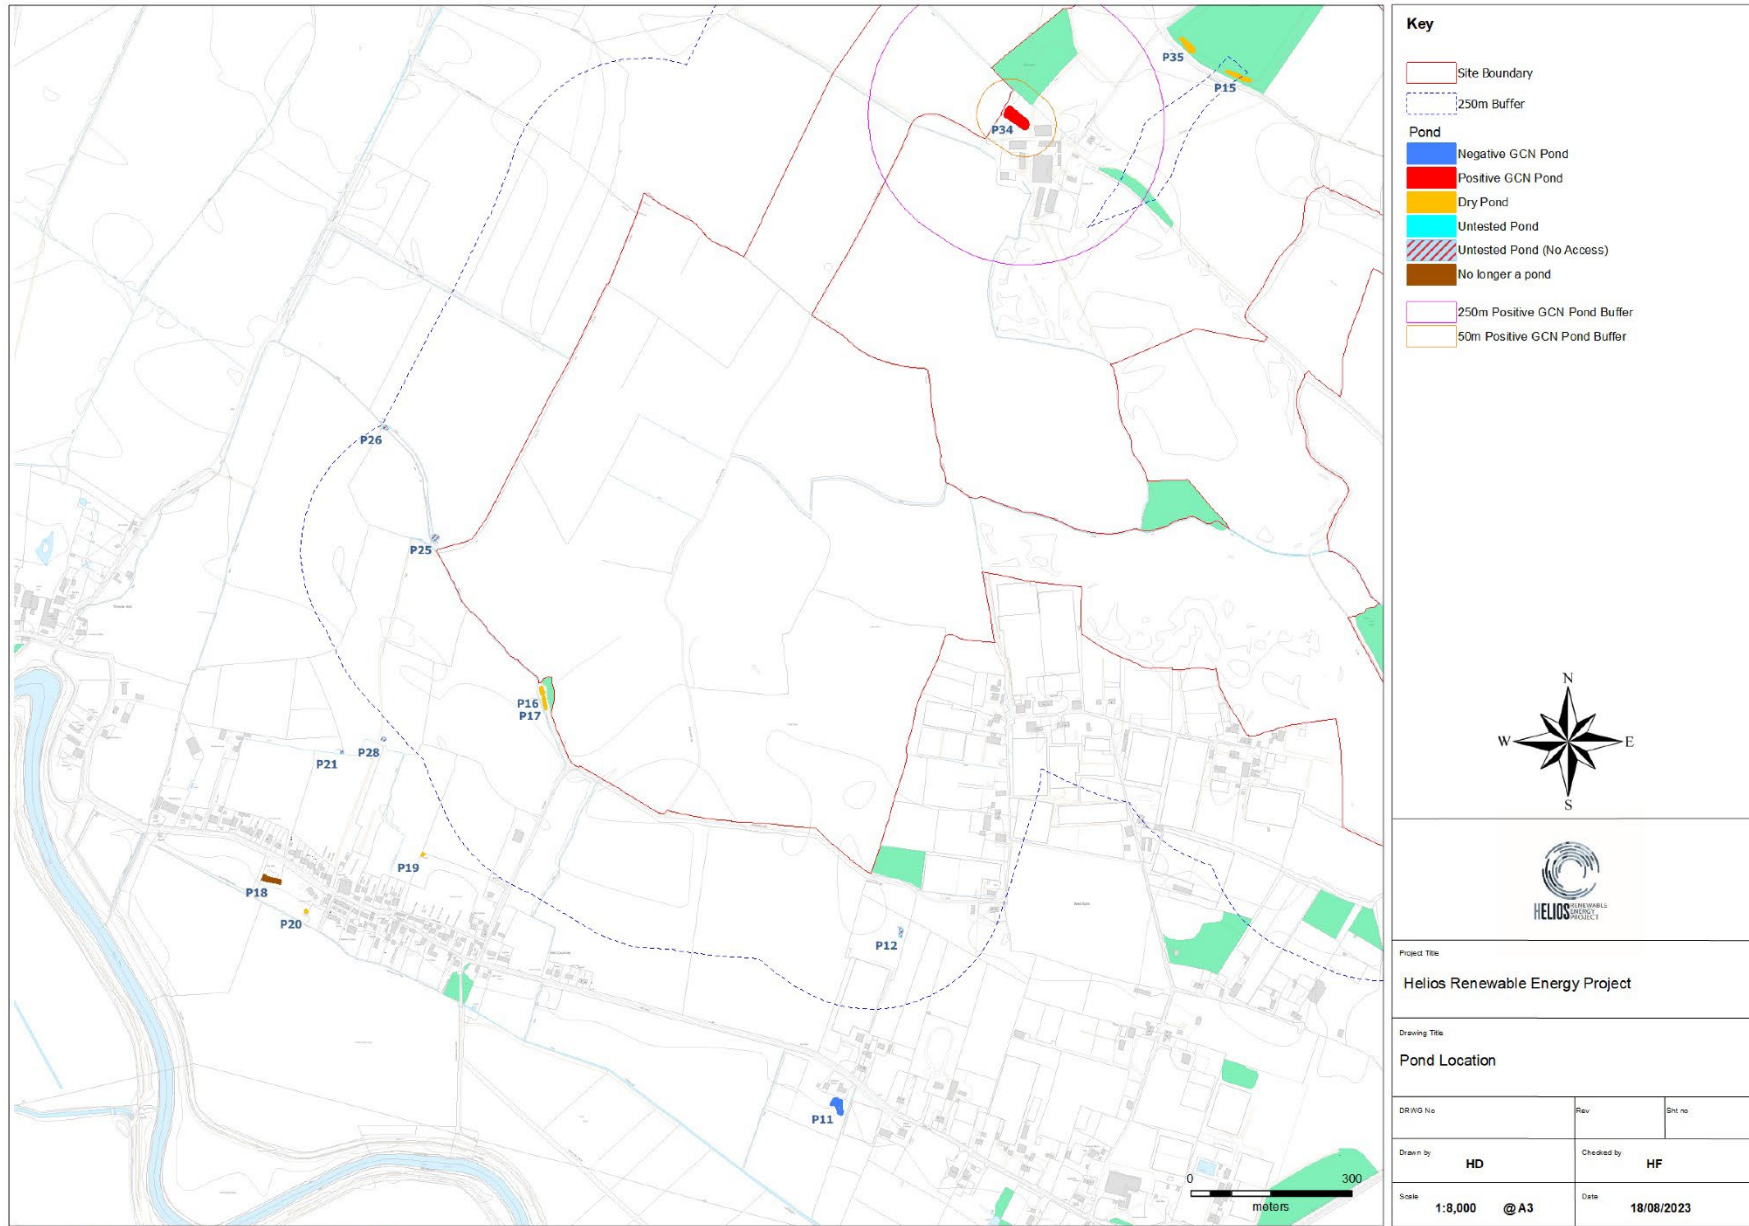 P35
P15
P34
P26
P25
P16
P17
P21
P28
P19
P18
P20
P12
P11
0 300
meters
Key
Site Boundary
250m Buffer
Pond
Negative GCN Pond
Positive GCN Pond
Dry Pond
Untested Pond
Untested Pond (No Access)
No longer a pond
250m Positive GCN Pond Buffer
50m Positive GCN Pond Buffer
N
W E
S
HELIOS RENEWABLE
ENERGY
PROJECT
Project Title
Helios Renewable Energy Project
Drawing Title
Pond Location
DRWG No Rev Sht no
Drawn by Checked by
HD HF
Scale Date
1:8,000 @A3 18/08/2023